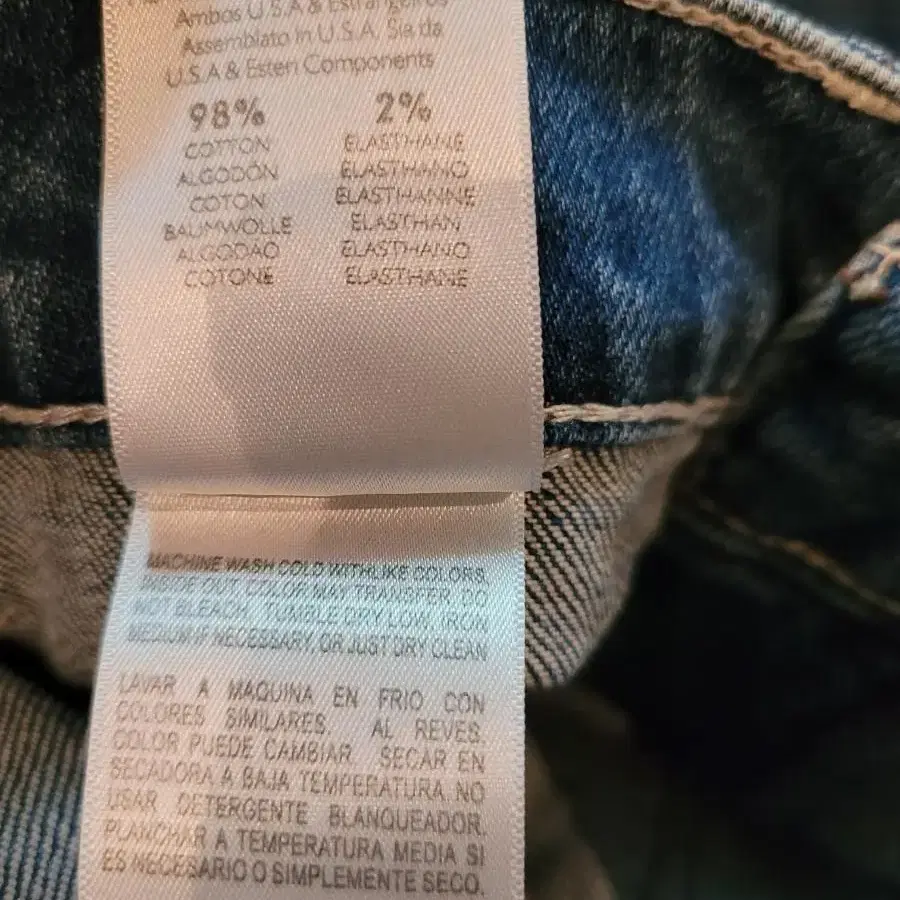 Ambos U.S.A & Estrangeiros
Assemblato in U.S.A. Sia da
U.S.A & Esteri Components
98% 2%
COTTON ELASTHANE
ALGODÓN ELASTHANO
COTON ELASTHANNE
BAUMWOLLE ELASTHAN
ALGODAO ELASTHANO
COTONE ELASTHANE
MACHINE WASH COLD WITH LIKE COLORS.
INSIDE OUT COLOR MAY TRANSFER. DO
NOT BLEACH. TUMBLE DRY LOW. IRON
MEDIUM IF NECESSARY, OR JUST DRY CLEAN
LAVAR A MAQUINA EN FRIO CON
COLORES SIMILARES. AL REVES.
COLOR PUEDE CAMBIAR. SECAR EN
SECADORA A BAJA TEMPERATURA. NO
USAR DETERGENTE BLANQUEADOR.
PLANCHAR A TEMPERATURA MEDIA SI
ES NECESARIO O SIMPLEMENTE SECO.